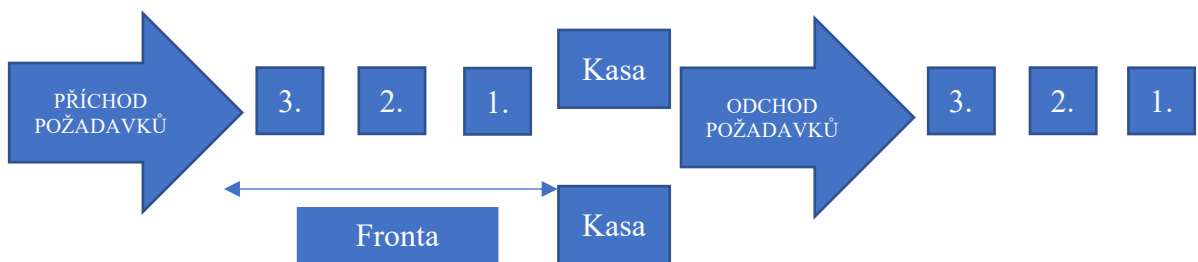 PŘÍCHOD
POŽADAVKŮ
3.
2.
1.
Kasa
Kasa
Fronta
ODCHOD
POŽADAVKŮ
3.
2.
1.